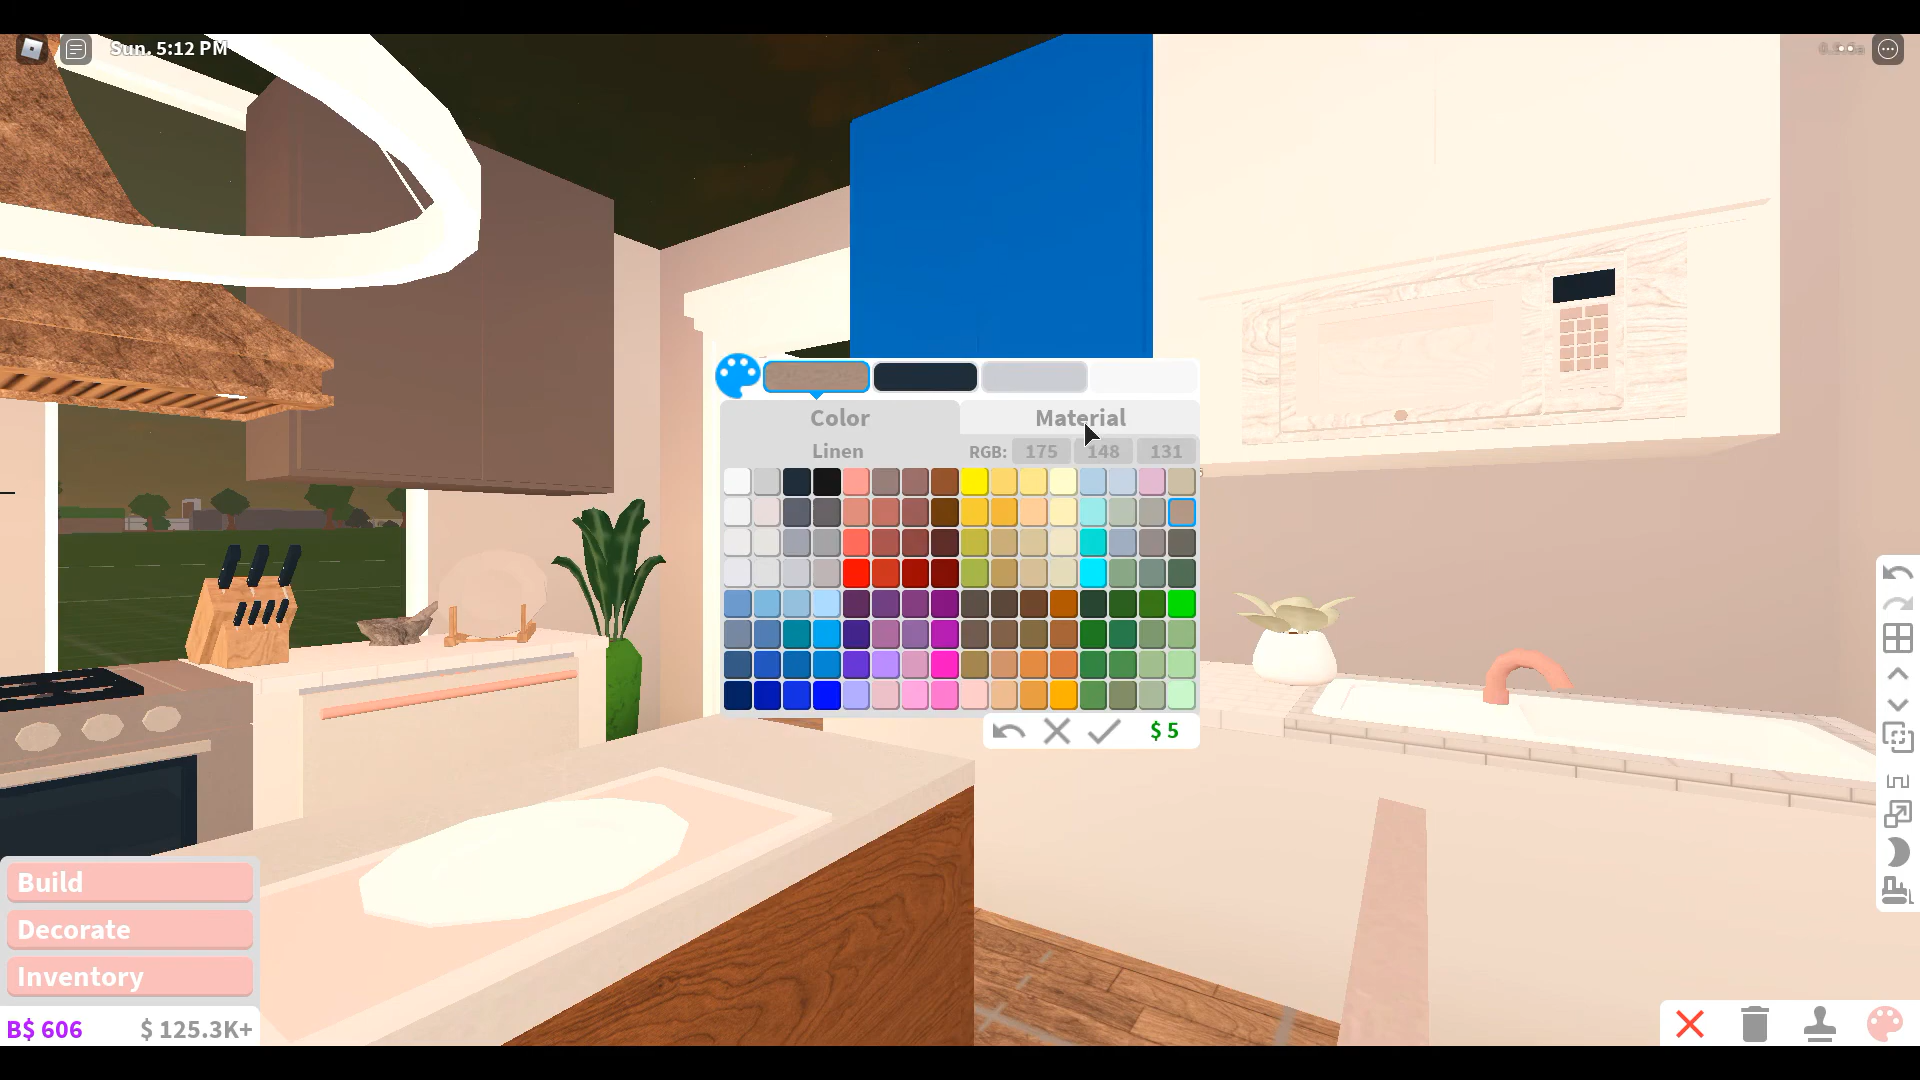 Sun. 5:12 PM
Color
Material
Linen
RGB: 175 148 131
$ 5
Build
Decorate
Inventory
B$ 606
$ 125.3K+